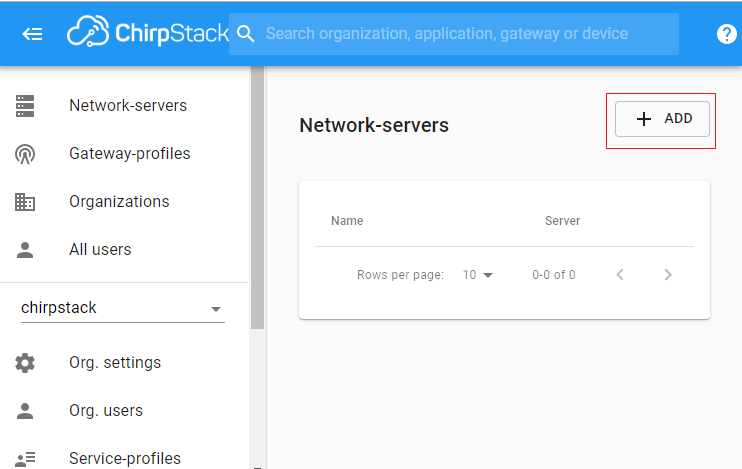 ChirpStack
Search organization, application, gateway or device
?
Network-servers
Gateway-profiles
Organizations
All users
chirpstack
Org. settings
Org. users
Service-profiles
Network-servers
+ ADD
Name Server
Rows per page: 10 0-0 of 0